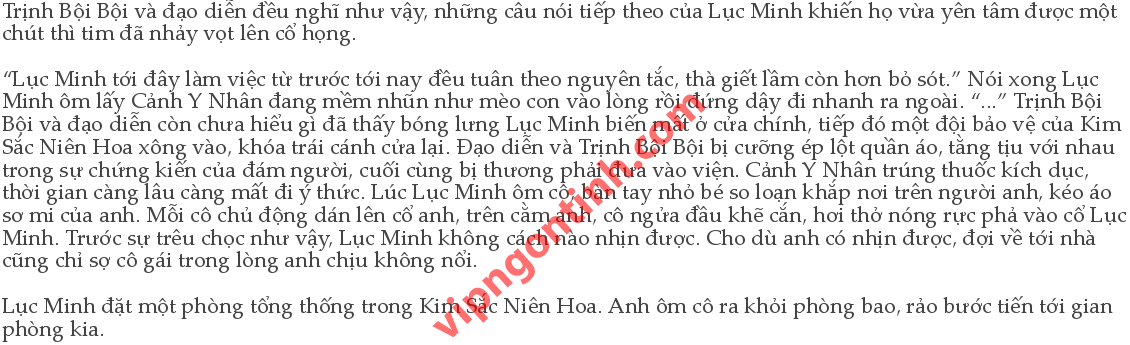 Trịnh Bội Bội và đạo diễn đều nghĩ như vậy, những câu nói tiếp theo của Lục Minh khiến họ vừa yên tâm được một
chút thì tim đã nhảy vọt lên cổ họng.
“Lục Minh tới đây làm việc từ trước tới nay đều tuân theo nguyên tắc, thà giết lầm còn hơn bỏ sót.” Nói xong Lục
Minh ôm lấy Cảnh Y Nhân đang mềm nhũn như mèo con vào lòng rồi đứng dậy đi nhanh ra ngoài. “...” Trịnh Bội
Bội và đạo diễn còn chưa hiểu gì đã thấy bóng lưng Lục Minh biến mất ở cửa chính, tiếp đó một đội bảo vệ của Kim
Sắc Niên Hoa xông vào, khóa trái cánh cửa lại. Đạo diễn và Trịnh Bội Bội bị cưỡng ép lột quần áo, tằng tịu với nhau
trong sự chứng kiến của đám người, cuối cùng bị thương phải đưa vào viện. Cảnh Y Nhân trúng thuốc kích dục,
thời gian càng lâu càng mất đi ý thức. Lúc Lục Minh ôm cô, bàn tay nhỏ bé sờ loạn khắp nơi trên người anh, kéo áo
sơ mi của anh. Mỗi cô chủ động dán lên cổ anh, trên cằm anh, cô ngửa đầu khẽ cắn, hơi thở nóng rực phả vào cổ Lục
Minh. Trước sự trêu chọc như vậy, Lục Minh không cách nào nhịn được. Cho dù anh có nhịn được, đợi về tới nhà
cũng chỉ sợ cô gái trong lòng anh chịu không nổi.
Lục Minh đặt một phòng tổng thống trong Kim Sắc Niên Hoa. Anh ôm cô ra khỏi phòng bao, rảo bước tiến tới gian
phòng kia.
vipngontinh.com